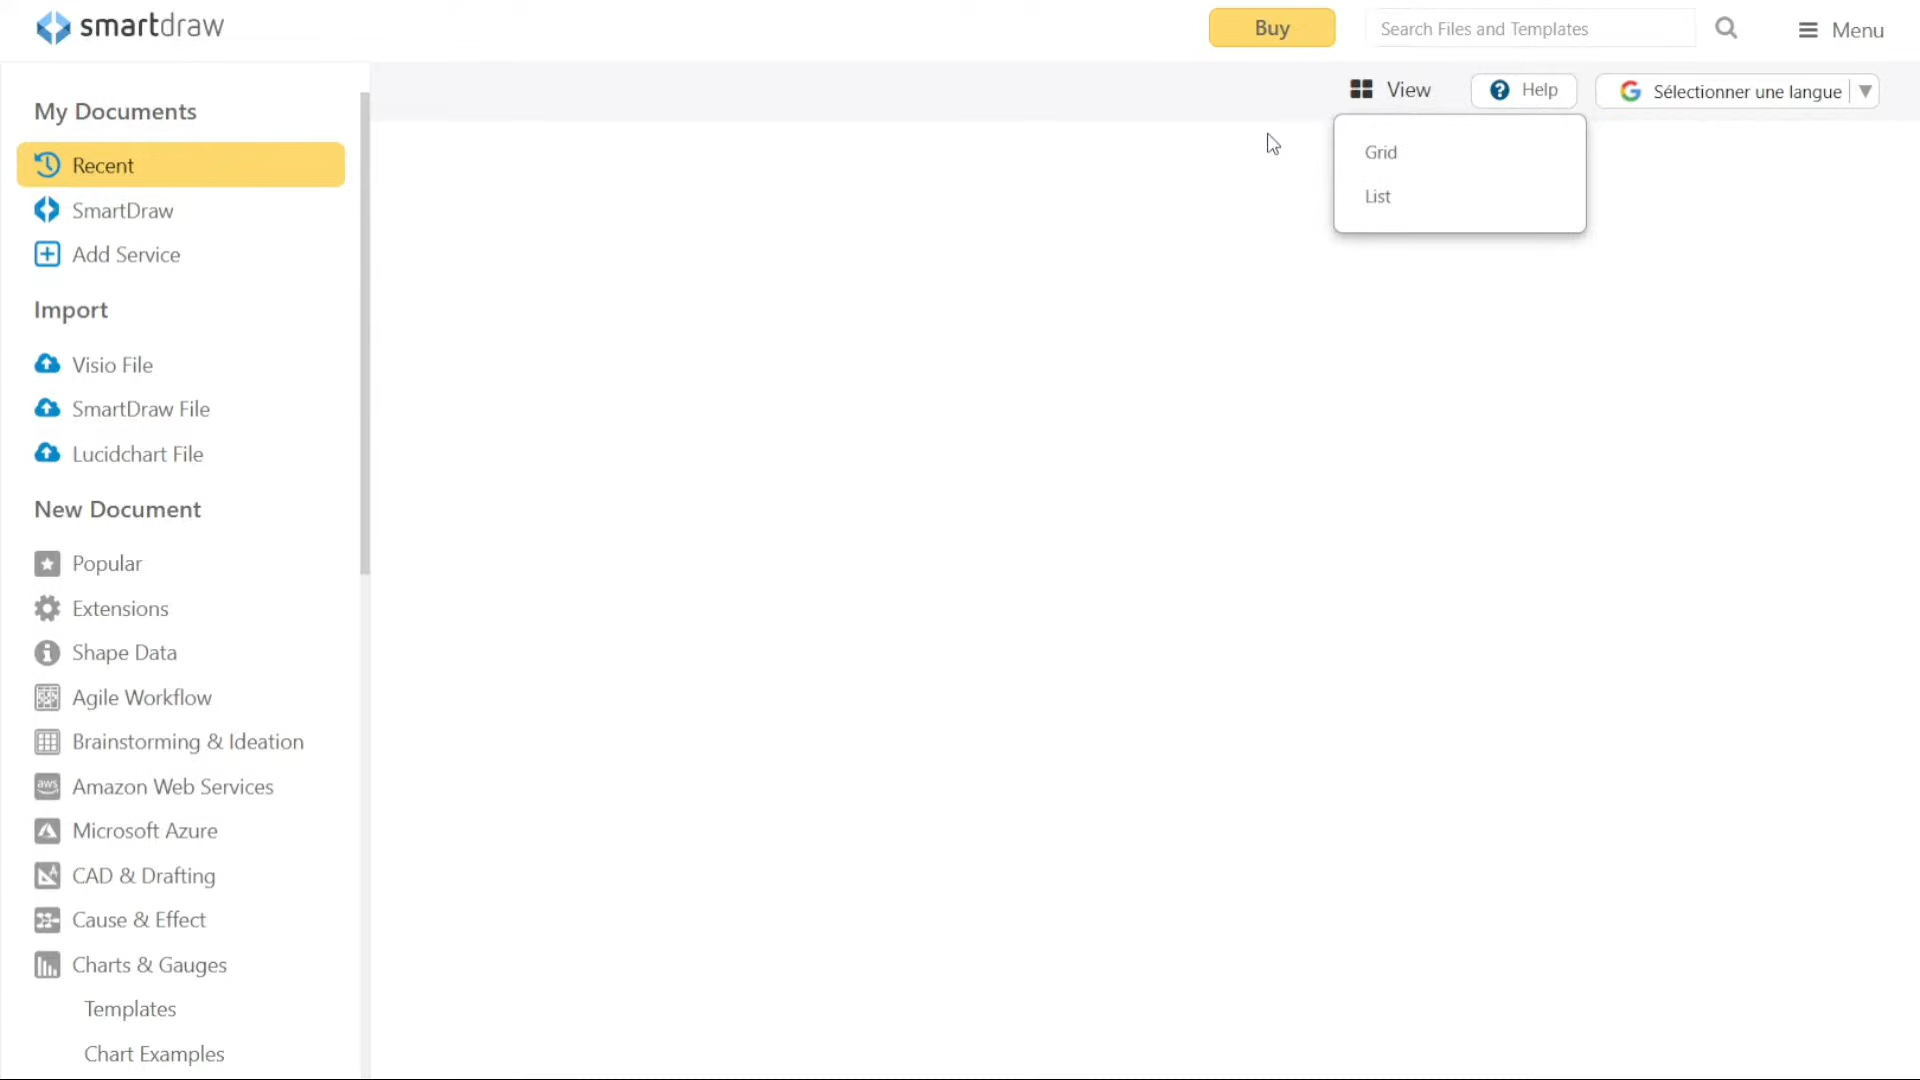 smartdraw
Buy
Search Files and Templates
Menu
View
Help
Sélectionner une langue
▼
Grid
List
My Documents
Recent
SmartDraw
Add Service
Import
Visio File
SmartDraw File
Lucidchart File
New Document
Popular
Extensions
Shape Data
Agile Workflow
Brainstorming & Ideation
aws Amazon Web Services
Microsoft Azure
CAD & Drafting
Cause & Effect
Charts & Gauges
Templates
Chart Examples